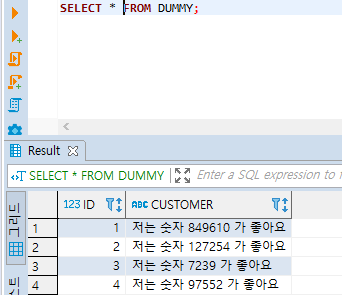 SELECT * FROM DUMMY;
Result
SELECT * FROM DUMMY
Enter a SQL expression to
그리드
123 ID
ABC CUSTOMER
1 1 저는 숫자 849610 가 좋아요
2 2 저는 숫자 127254 가 좋아요
3 3 저는 숫자 7239 가 좋아요
4 4 저는 숫자 97552 가 좋아요